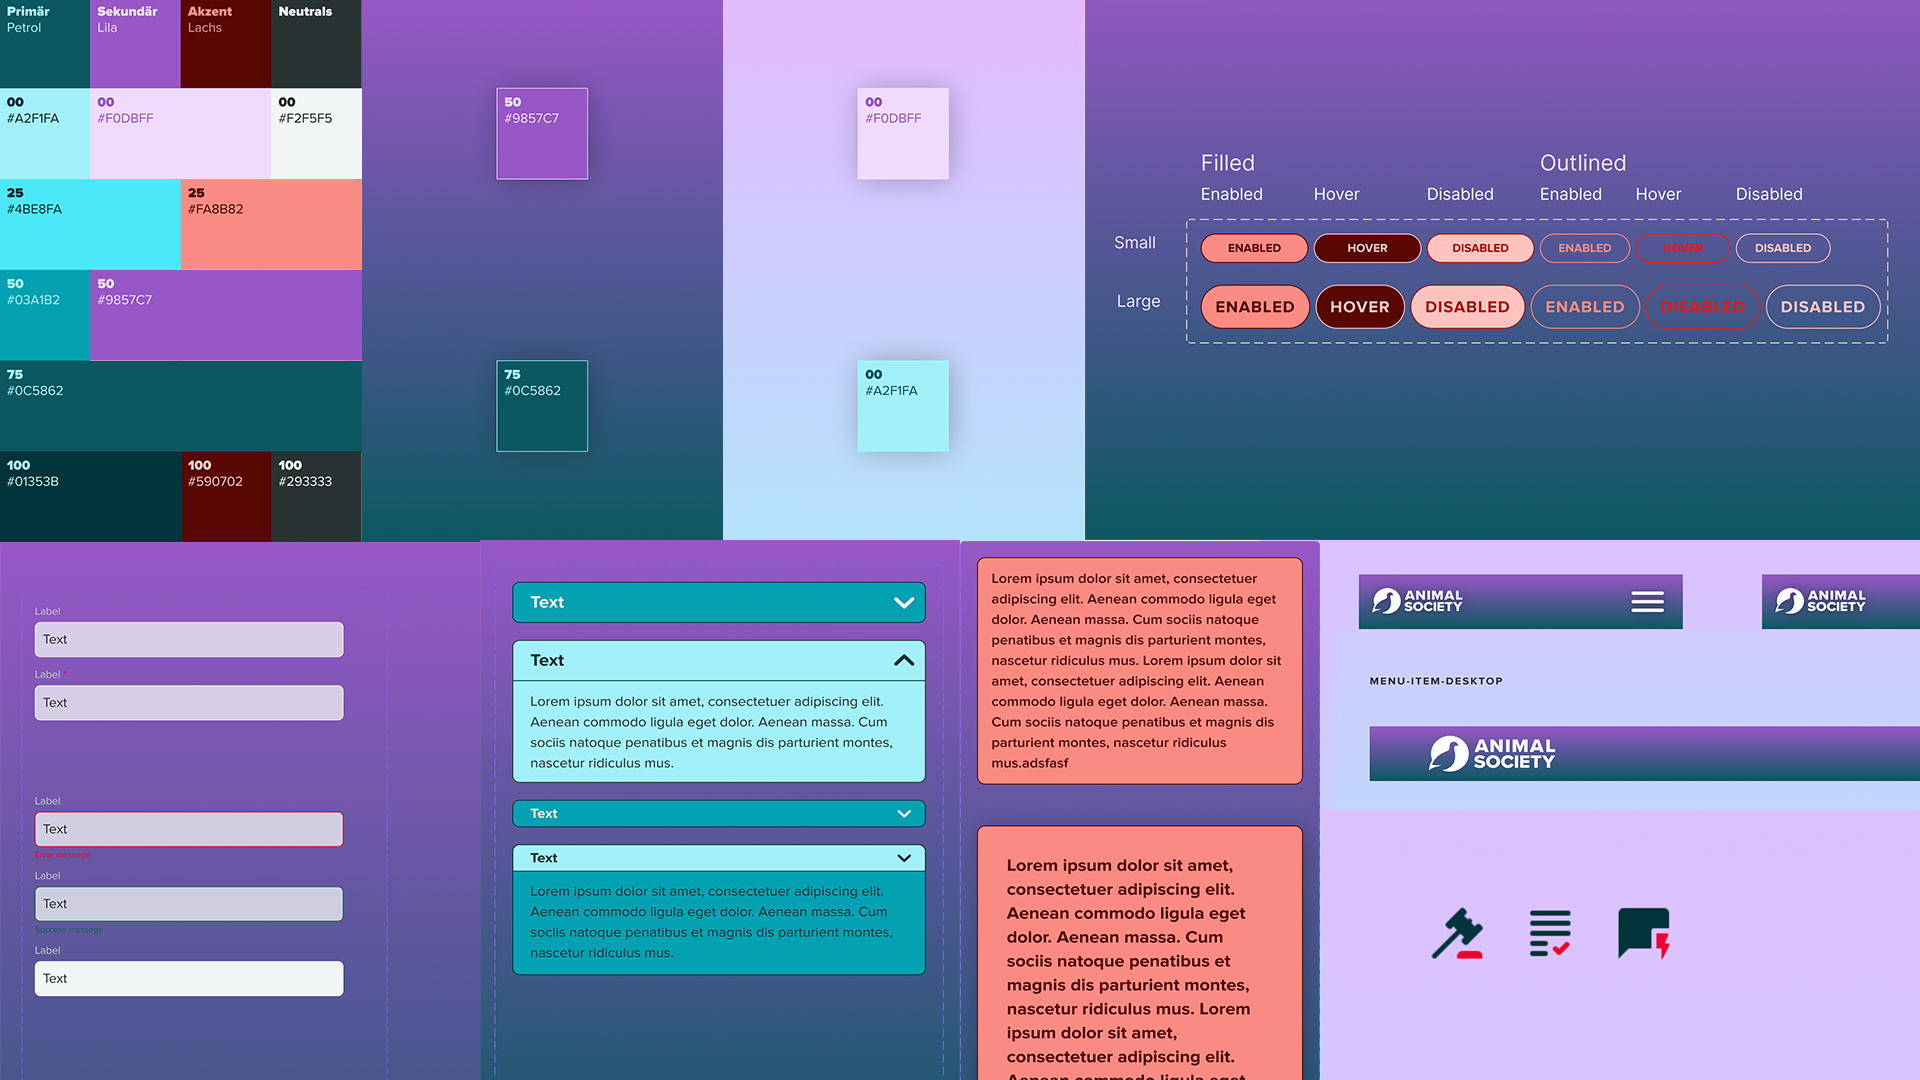 Primär
Petrol
Sekundär
Lila
Akzent
Lachs
Neutrals
00
#A2F1FA
00
#F0DBFF
00
#F2F5F5
25
#4BE8FA
25
#FA8B82
50
#03A1B2
50
#9857C7
75
#0C5862
100
#01353B
100
#590702
100
#293333
50
#9857C7
75
#0C5862
00
#F0DBFF
00
#A2F1FA
Filled
Outlined
Enabled Hover Disabled Enabled Hover Disabled
Small
ENABLED HOVER DISABLED ENABLED HOVER DISABLED
Large
ENABLED HOVER DISABLED ENABLED DISABLED DISABLED
Label
Text
Label *
Text
Label
Text
Error message
Label
Text
Success message
Label
Text
Text
Text
Lorem ipsum dolor sit amet, consectetuer adipiscing elit.
Aenean commodo ligula eget dolor. Aenean massa. Cum
sociis natoque penatibus et magnis dis parturient montes,
nascetur ridiculus mus.
Text
Text
Lorem ipsum dolor sit amet, consectetuer adipiscing elit.
Aenean commodo ligula eget dolor. Aenean massa. Cum
sociis natoque penatibus et magnis dis parturient montes,
nascetur ridiculus mus.
Lorem ipsum dolor sit amet, consectetuer
adipiscing elit. Aenean commodo ligula eget
dolor. Aenean massa. Cum sociis natoque
penatibus et magnis dis parturient montes,
nascetur ridiculus mus. Lorem ipsum dolor sit
amet, consectetuer adipiscing elit. Aenean
commodo ligula eget dolor. Aenean massa.
Cum sociis natoque penatibus et magnis dis
parturient montes, nascetur ridiculus
mus.adsfasf
Lorem ipsum dolor sit amet,
consectetuer adipiscing elit.
Aenean commodo ligula eget
dolor. Aenean massa. Cum
sociis natoque penatibus et
magnis dis parturient montes,
nascetur ridiculus mus. Lorem
ipsum dolor sit amet,
consectetuer adipiscing elit.
Aenean commodo ligula eget
ANIMAL
SOCIETY
ANIMAL
SOCIETY
MENU-ITEM-DESKTOP
ANIMAL
SOCIETY